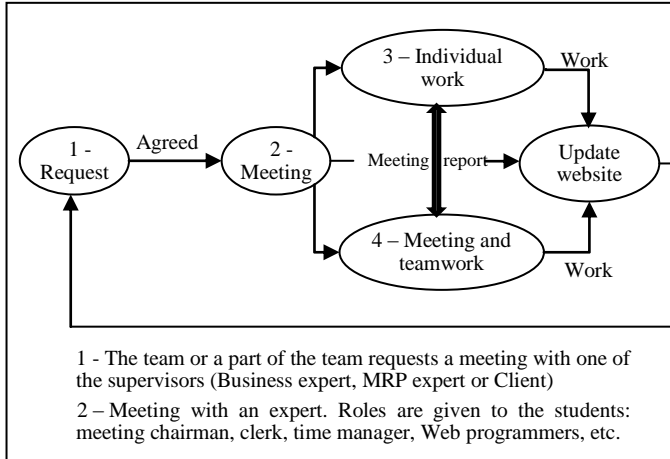 3 – Individual
work
Work
1 -
Request
Agreed
2 -
Meeting
Meeting report
Update
website
4 – Meeting and
teamwork
Work
1 - The team or a part of the team requests a meeting with one of
the supervisors (Business expert, MRP expert or Client)
2 – Meeting with an expert. Roles are given to the students:
meeting chairman, clerk, time manager, Web programmers, etc.